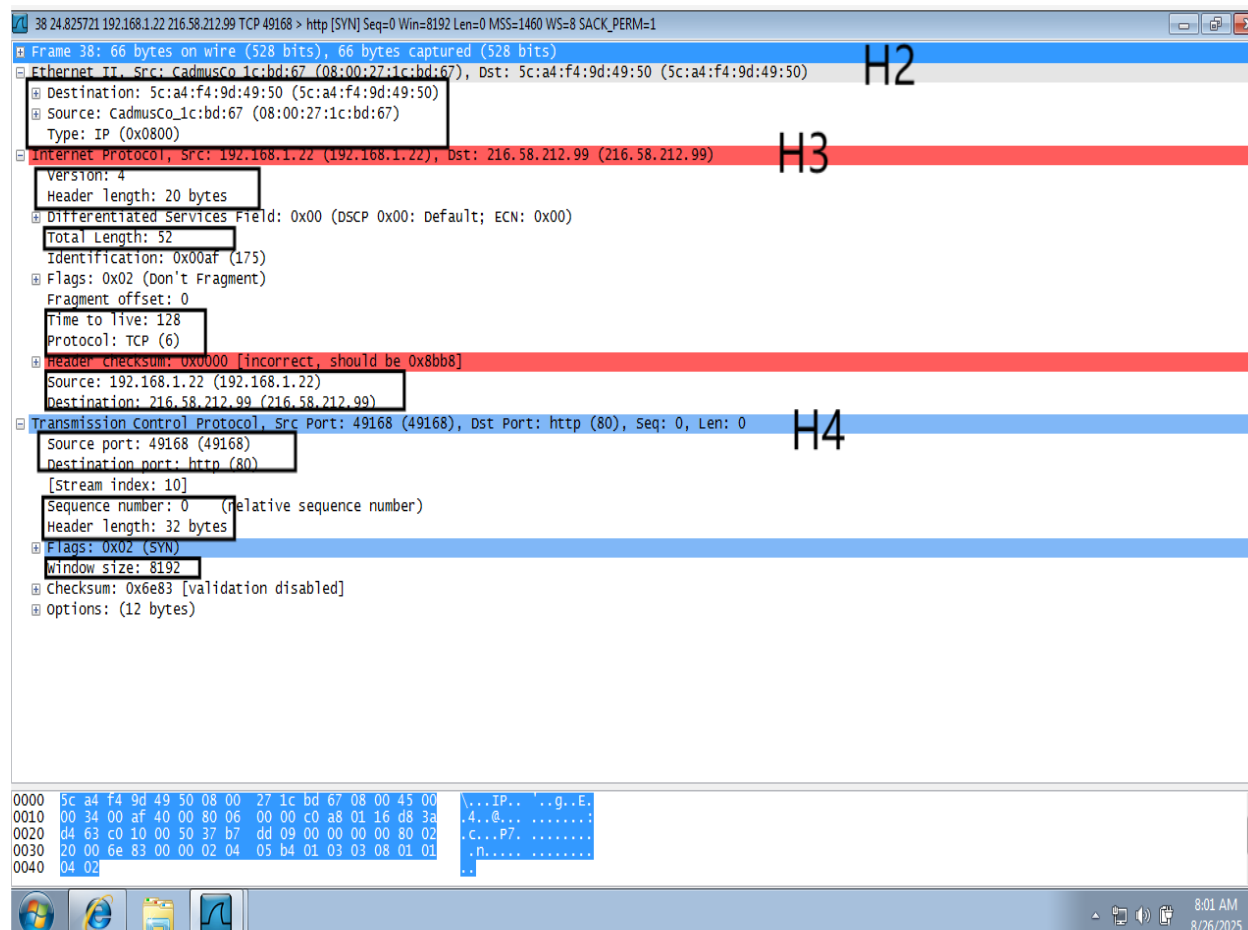 38 24.825721 192.168.1.22 216.58.212.99 TCP 49168 > http [SYN] Seq=0 Win=8192 Len=0 MSS=1460 WS=8 SACK_PERM=1
Frame 38: 66 bytes on wire (528 bits), 66 bytes captured (528 bits)
Ethernet II, Src: CadmusCo_1c:bd:67 (08:00:27:1c:bd:67), Dst: 5c:a4:f4:9d:49:50 (5c:a4:f4:9d:49:50)
H2
Destination: 5c:a4:f4:9d:49:50 (5c:a4:f4:9d:49:50)
Source: CadmusCo_1c:bd:67 (08:00:27:1c:bd:67)
Type: IP (0x0800)
Internet Protocol, Src: 192.168.1.22 (192.168.1.22), Dst: 216.58.212.99 (216.58.212.99)
H3
Version: 4
Header length: 20 bytes
Differentiated Services Field: 0x00 (DSCP 0x00: Default; ECN: 0x00)
Total Length: 52
Identification: 0x00af (175)
Flags: 0x02 (Don't Fragment)
Fragment offset: 0
Time to live: 128
Protocol: TCP (6)
Header checksum: 0x0000 [incorrect, should be 0x8bb8]
Source: 192.168.1.22 (192.168.1.22)
Destination: 216.58.212.99 (216.58.212.99)
Transmission Control Protocol, Src Port: 49168 (49168), Dst Port: http (80), Seq: 0, Len: 0
H4
Source port: 49168 (49168)
Destination port: http (80)
[Stream index: 10]
Sequence number: 0 (relative sequence number)
Header length: 32 bytes
Flags: 0x02 (SYN)
Window size: 8192
Checksum: 0x6e83 [validation disabled]
Options: (12 bytes)
0000 5c a4 f4 9d 49 50 08 00 27 1c bd 67 08 00 45 00 \...IP.. '..g..E.
0010 00 34 00 af 40 00 80 06 00 00 c0 a8 01 16 d8 3a .4..@... .......:
0020 d4 63 c0 10 00 50 37 b7 dd 09 00 00 00 00 80 02 .c...P7. ........
0030 20 00 6e 83 00 00 02 04 05 b4 01 03 03 08 01 01 .n..... ........
0040 04 02 ..
8:01 AM
8/26/2025